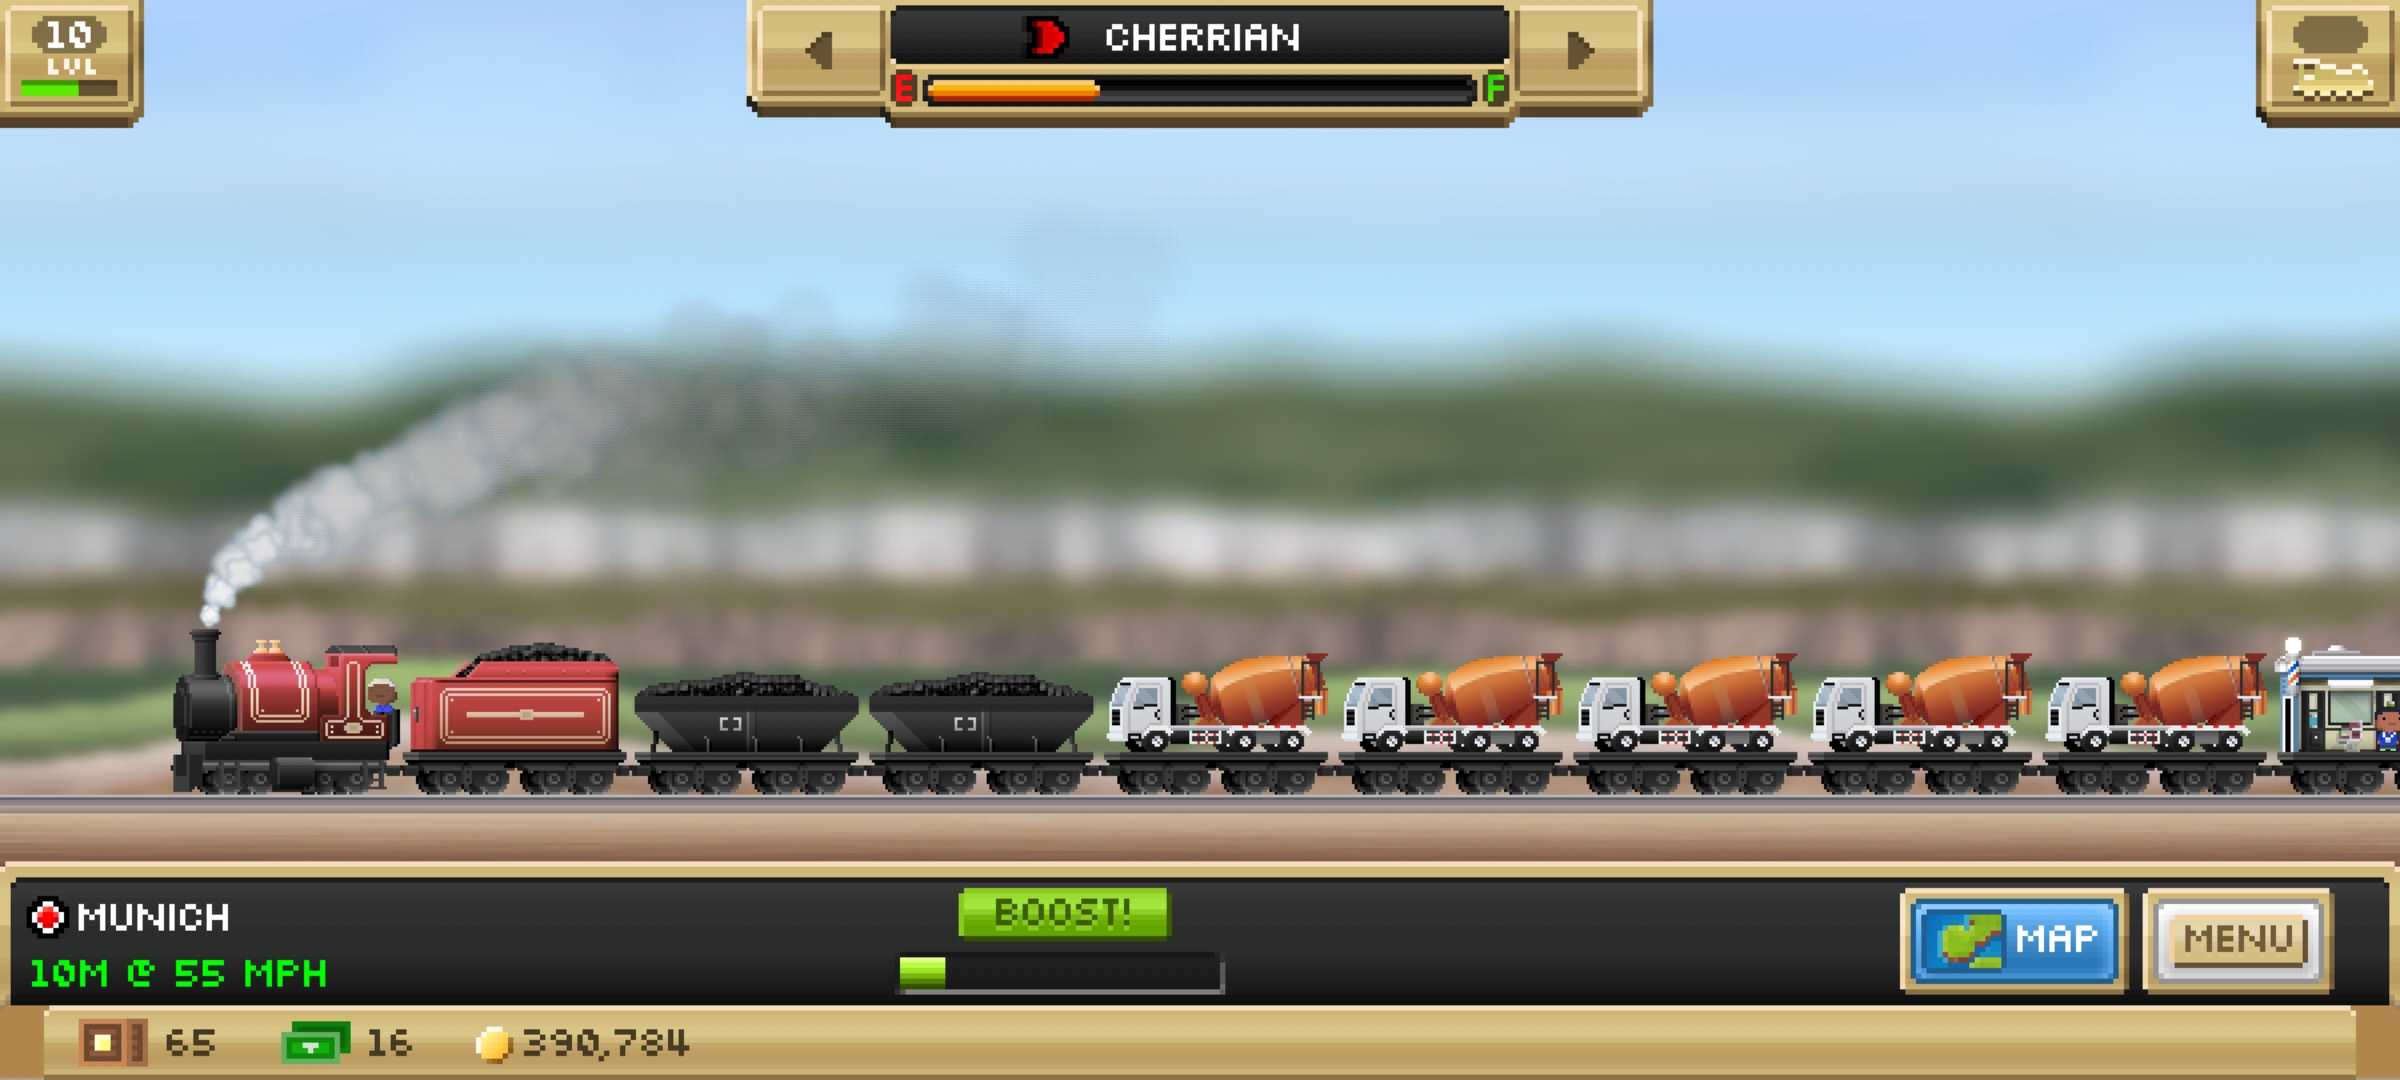 10
LVL
CHERRIAN
E F
MUNICH
10M @ 55 MPH
BOOST!
MAP
MENU
65 16 390,784